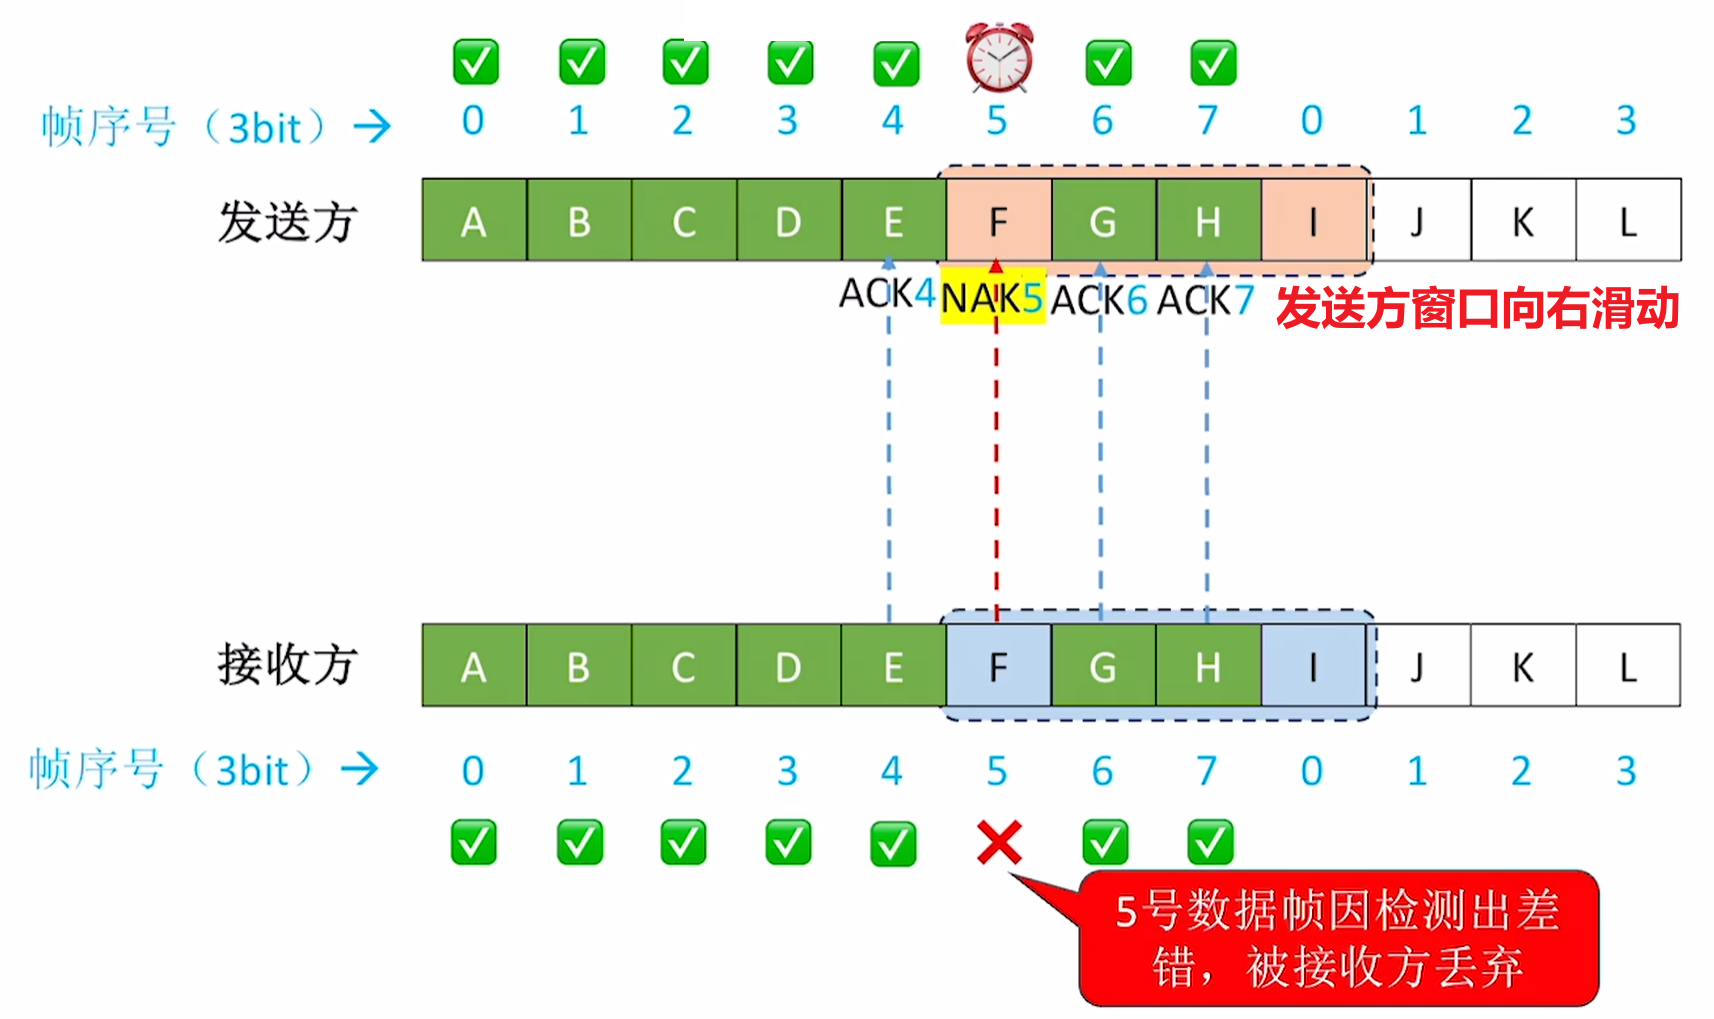 帧序号（3bit）→ 0 1 2 3 4 5 6 7 0 1 2 3
发送方 A B C D E F G H I J K L
ACK4 NAK5 ACK6 ACK7 发送方窗口向右滑动
接收方 A B C D E F G H I J K L
帧序号（3bit）→ 0 1 2 3 4 5 6 7 0 1 2 3
5号数据帧因检测出差
错，被接收方丢弃